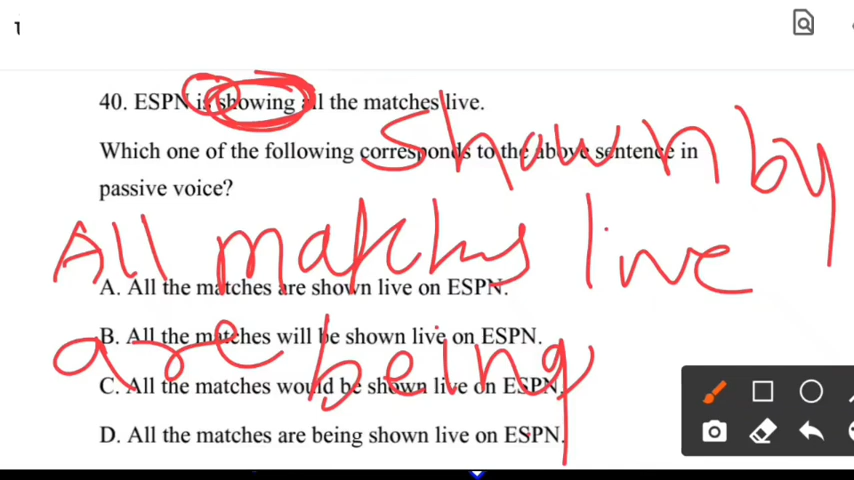 1
40. ESPN is showing all the matches live.
Shown by
Which one of the following corresponds to the above sentence in
passive voice?
All matches live
A. All the matches are shown live on ESPN.
B. All the matches will be shown live on ESPN.
are being
C. All the matches would be shown live on ESPN.
D. All the matches are being shown live on ESPN.